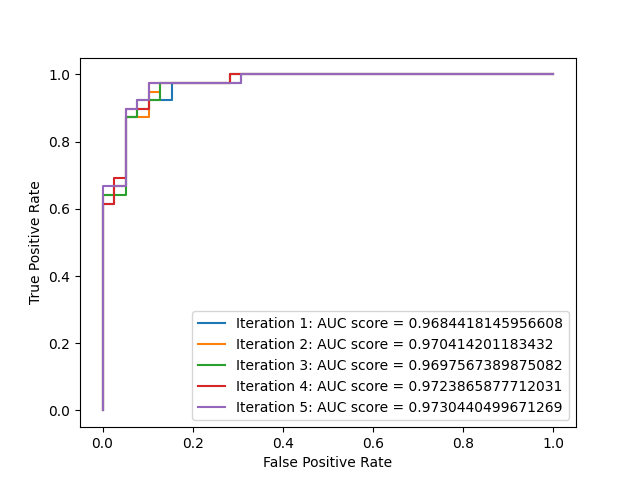 1.0
0.8
0.6
0.4
0.2
0.0
True Positive Rate
Iteration 1: AUC score = 0.9684418145956608
Iteration 2: AUC score = 0.970414201183432
Iteration 3: AUC score = 0.9697567389875082
Iteration 4: AUC score = 0.9723865877712031
Iteration 5: AUC score = 0.9730440499671269
0.0 0.2 0.4 0.6 0.8 1.0
False Positive Rate